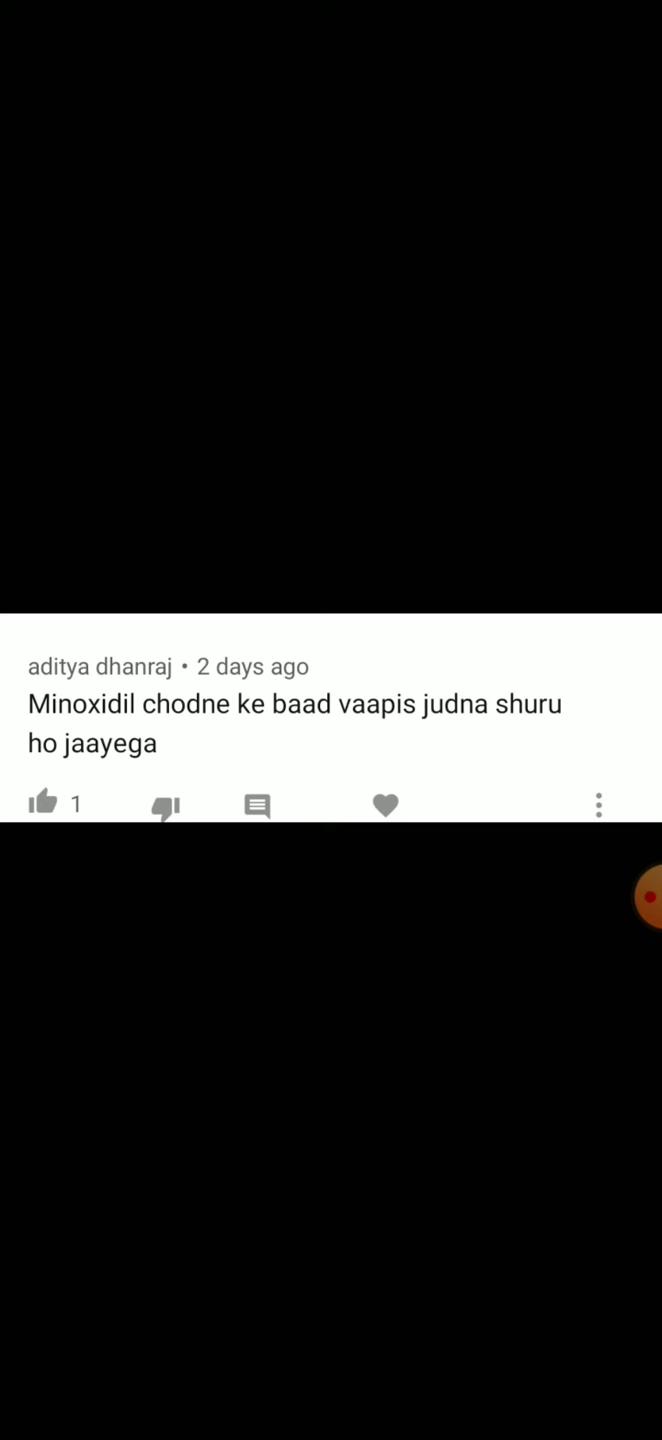 aditya dhanraj • 2 days ago
Minoxidil chodne ke baad vaapis judna shuru
ho jaayega
1